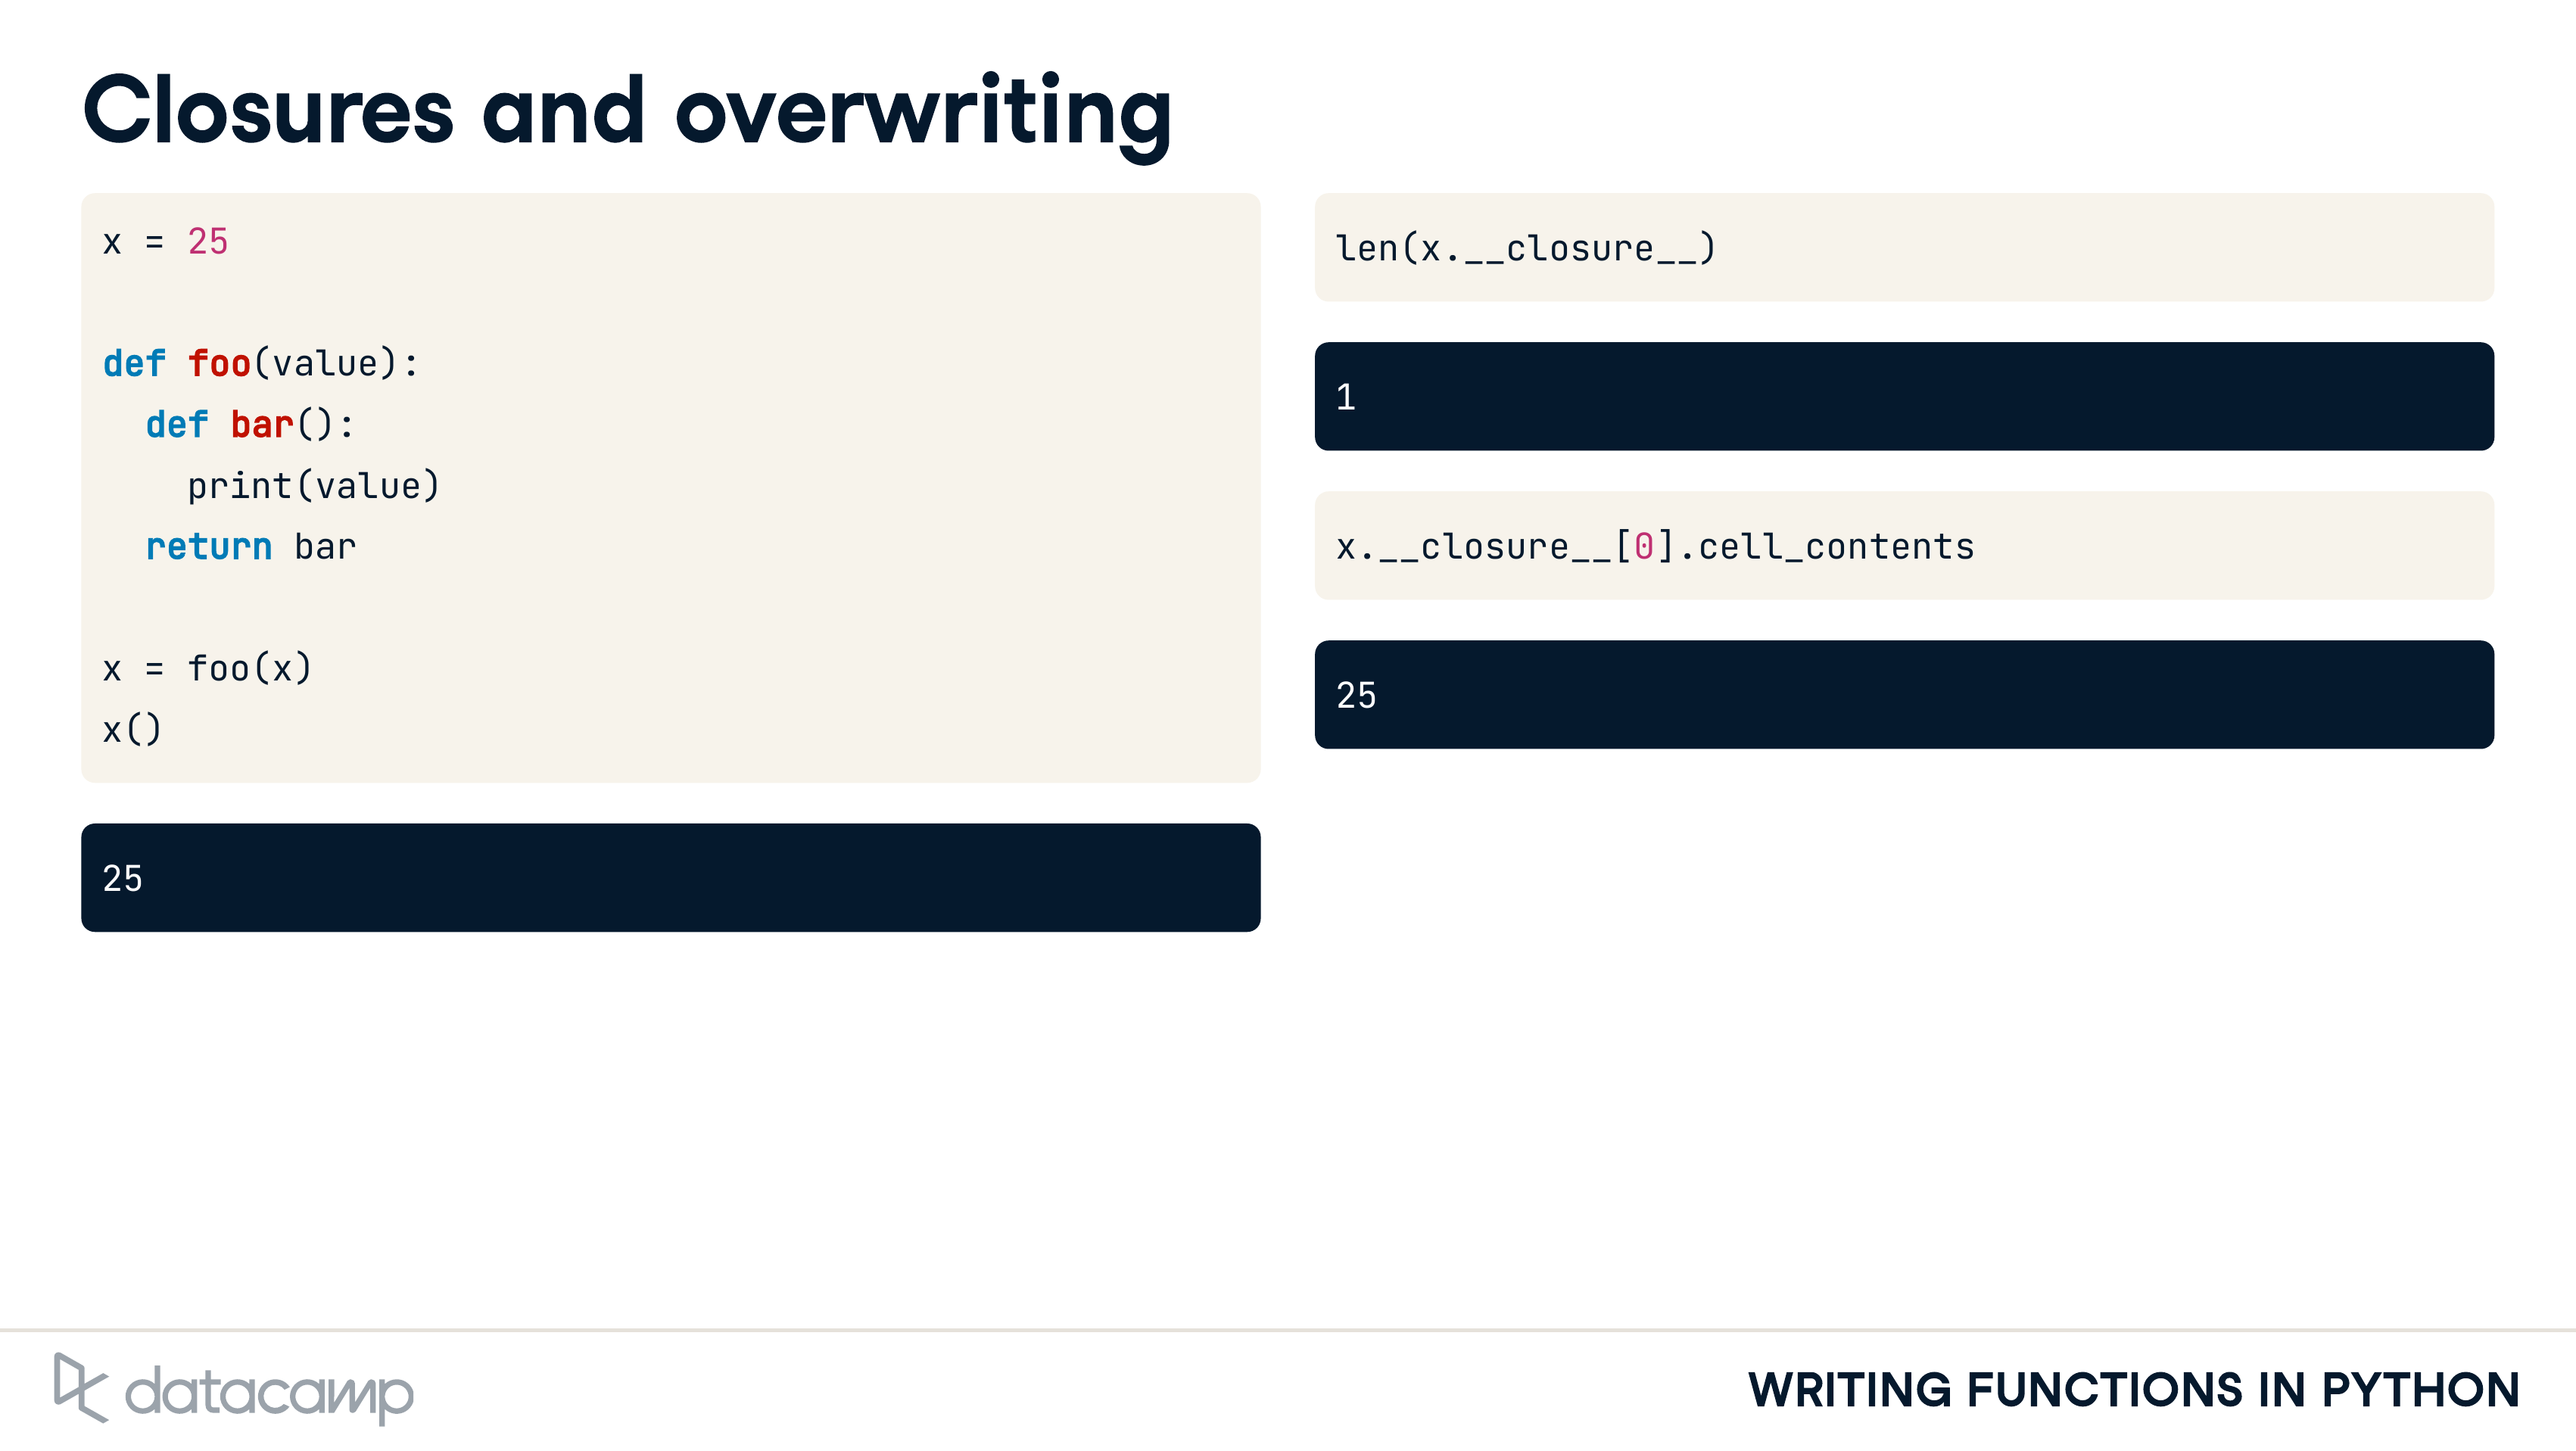 Closures and overwriting
x = 25
def foo(value):
  def bar():
    print(value)
  return bar
x = foo(x)
x()
25
len(x.__closure__)
1
x.__closure__[0].cell_contents
25
datacamp
WRITING FUNCTIONS IN PYTHON